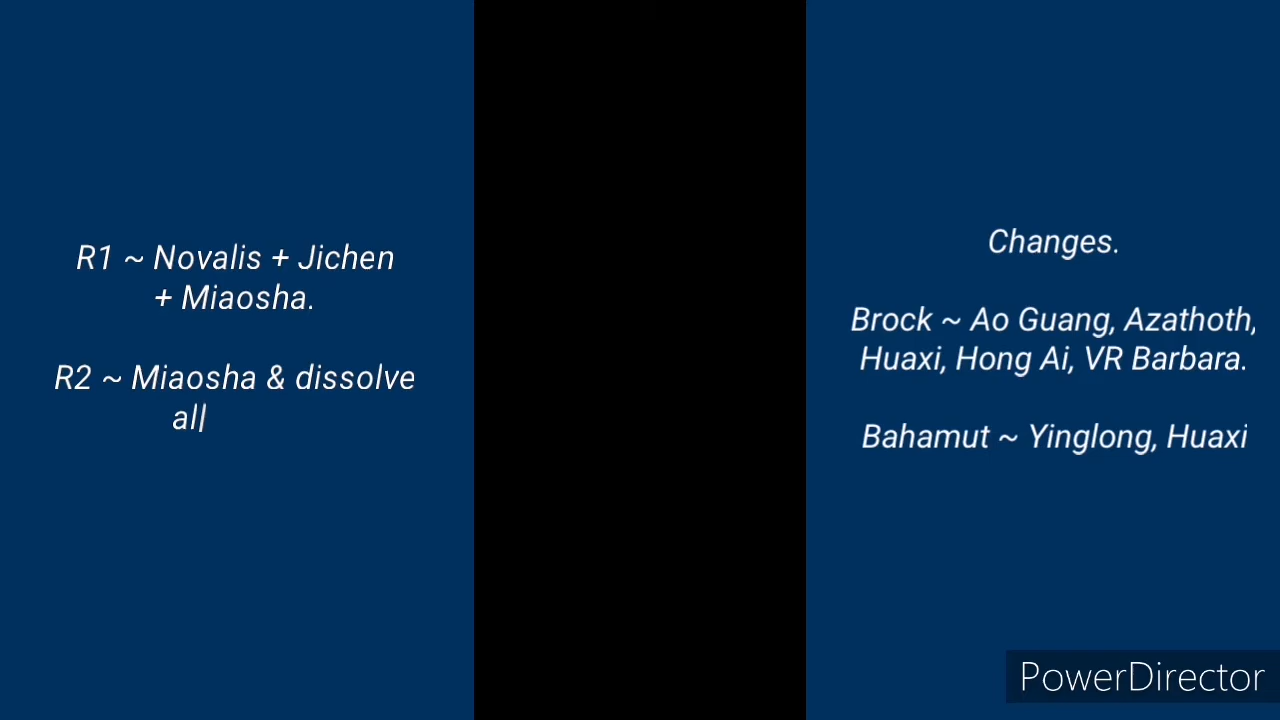 R1 ~ Novalis + Jichen
+ Miaosha.
R2 ~ Miaosha & dissolve
all
Changes.
Brock ~ Ao Guang, Azathoth,
Huaxi, Hong Ai, VR Barbara.
Bahamut ~ Yinglong, Huaxi
PowerDirector